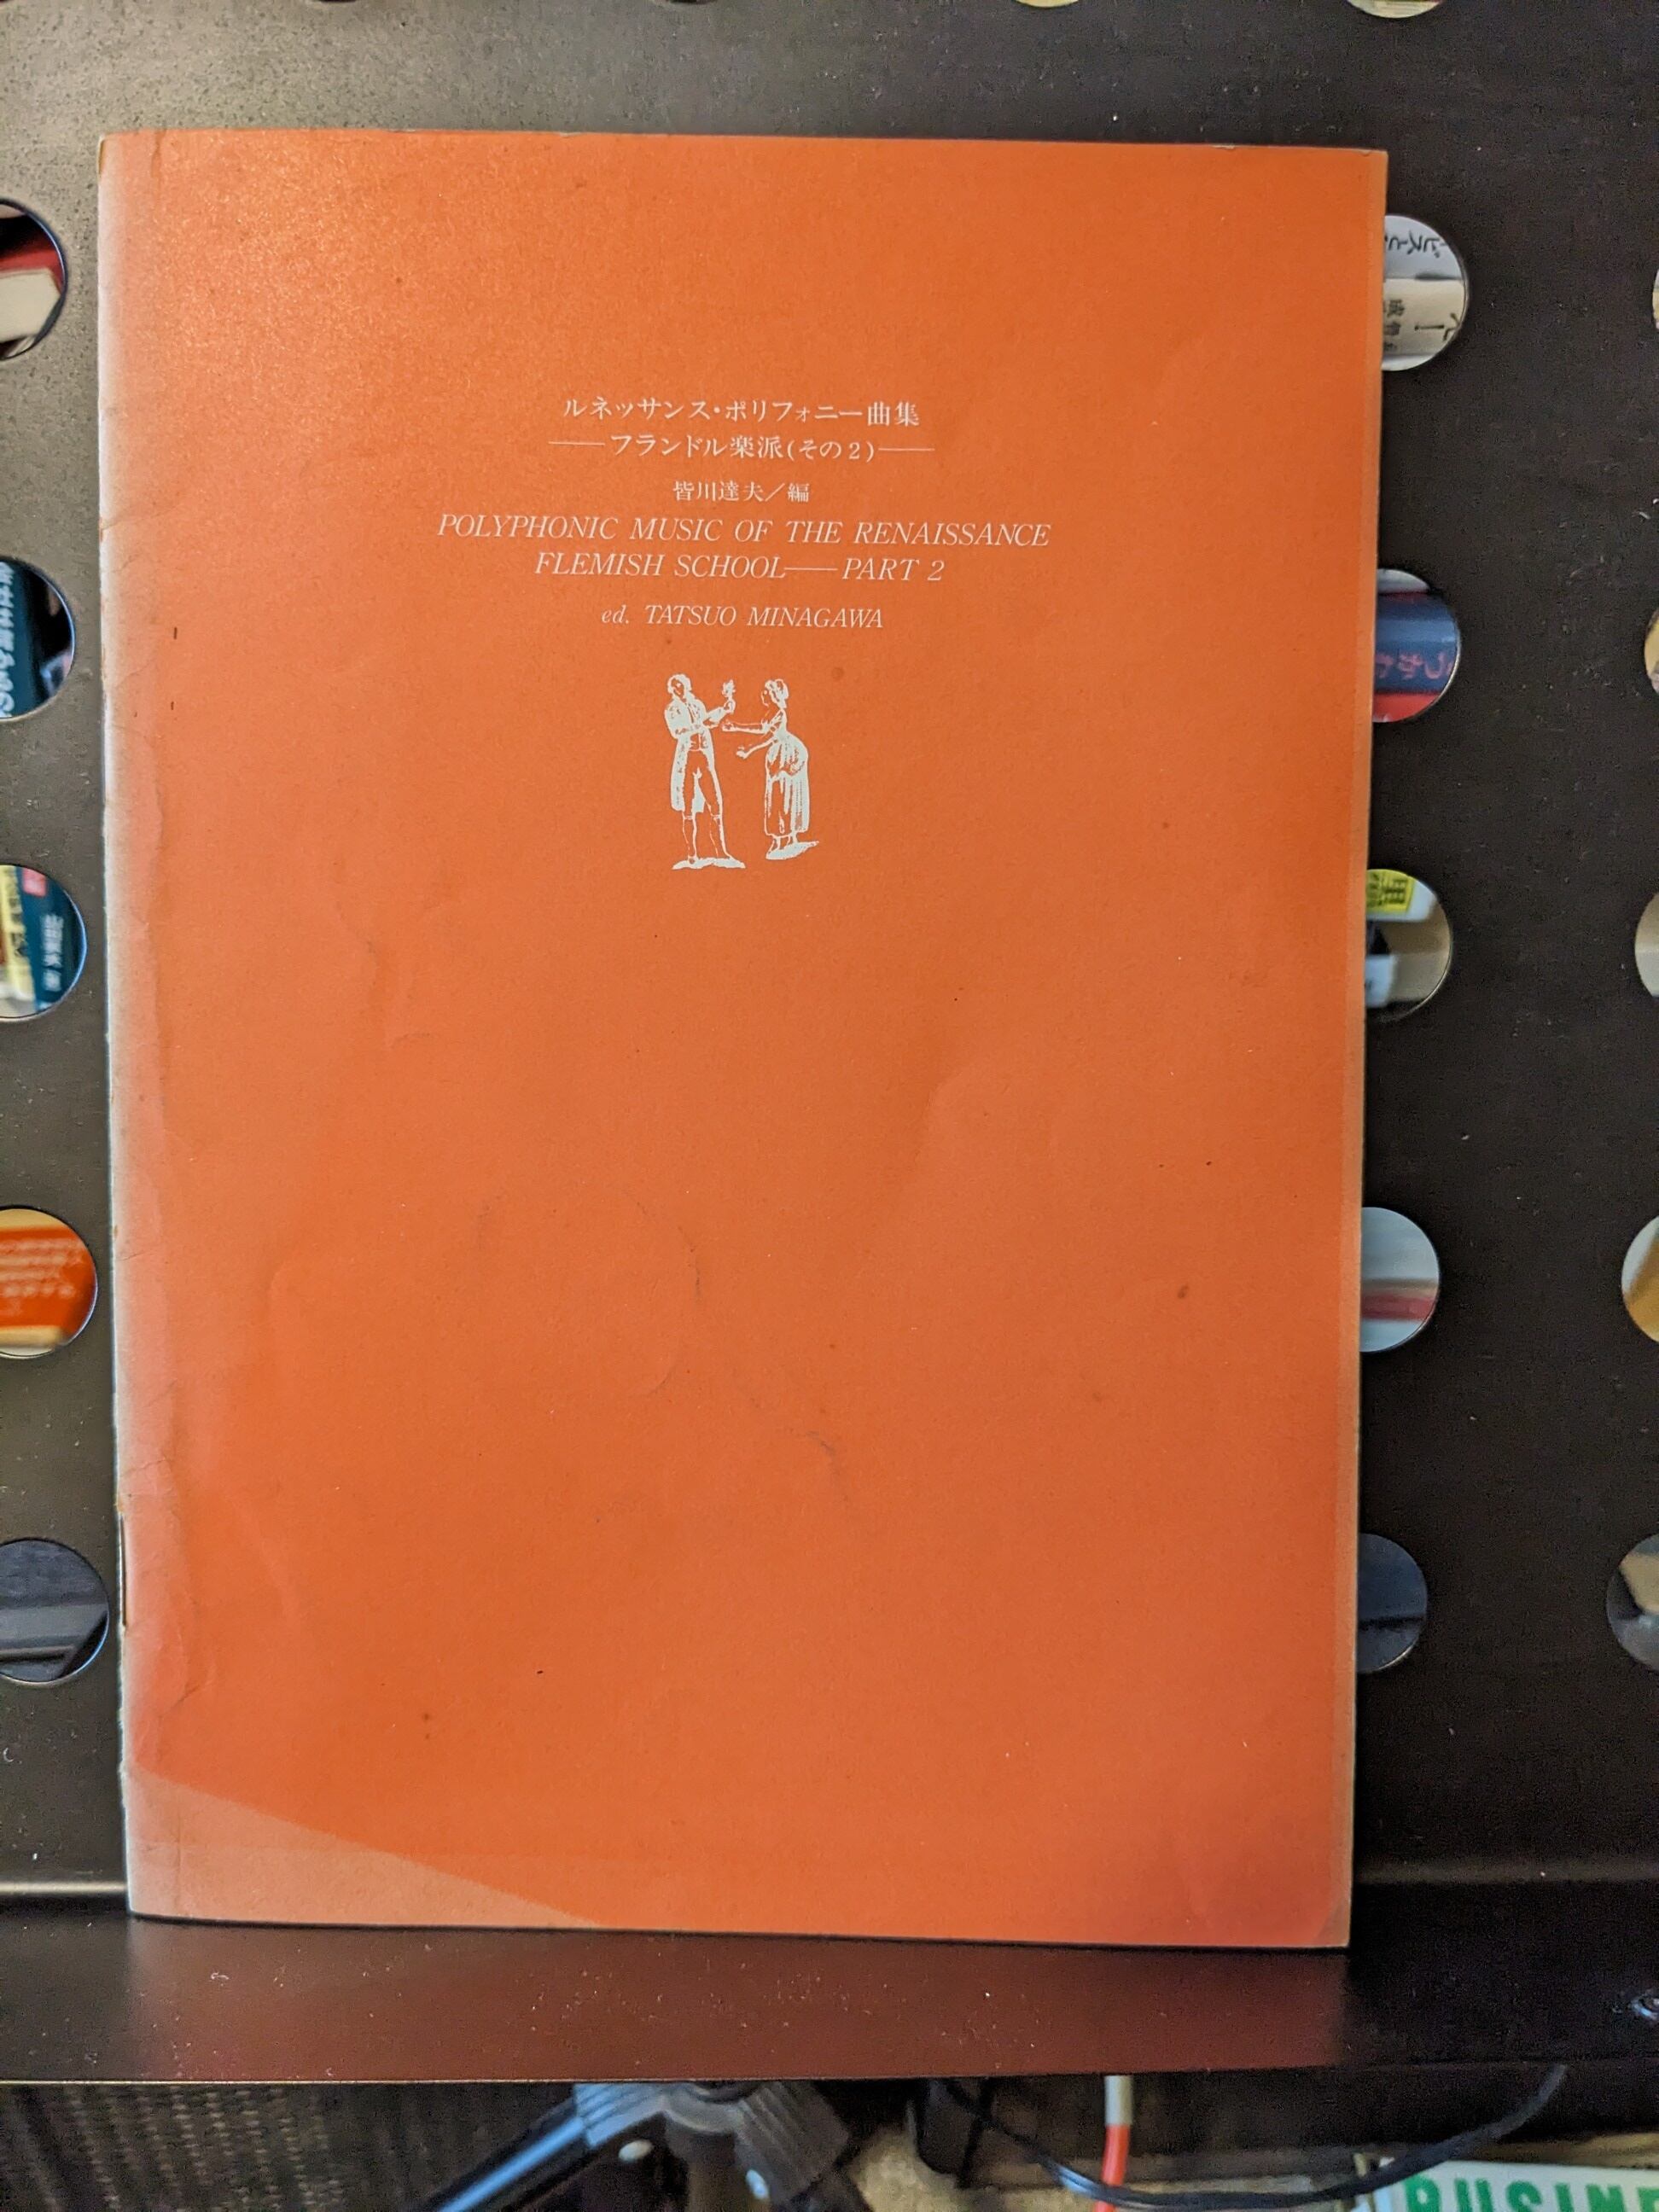 ルネッサンス・ポリフォニー曲集
——フランドル楽派(その2)——
皆川達夫／編
POLYPHONIC MUSIC OF THE RENAISSANCE
FLEMISH SCHOOL——PART 2
ed. TATSUO MINAGAWA
BUSINE